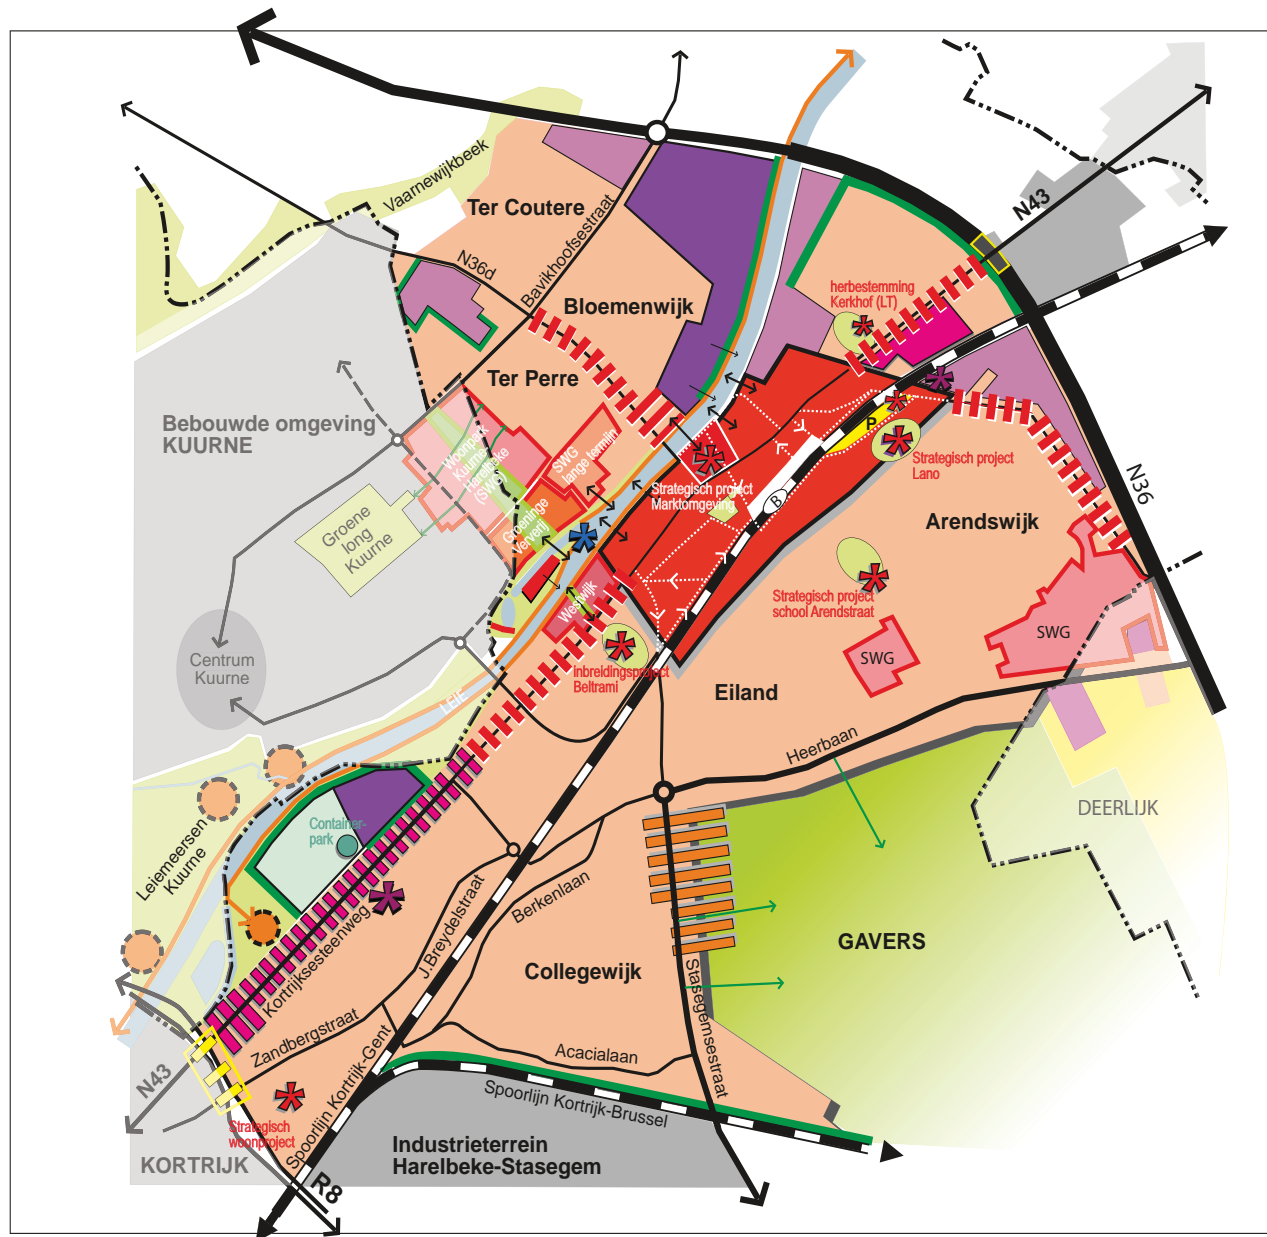 Vaarnewijkbeek
Ter Coutere
N43
N36d
Bavikhoofsestraat
Bloemenwijk
herbestemming
Kerkhof (LT)
Ter Perre
Bebouwde omgeving
KUURNE
Woonpark
Kuurne
Harelbeke
(SWG)
SWG
lange termijn
P
Strategisch project
Lano
N36
Strategisch project
Marktomgeving
B
Groeninge
Ververij
Groene
long
Kuurne
Arendswijk
Strategisch project
school Arendstraat
Westwijk
SWG
SWG
Centrum
Kuurne
Inbreidingsproject
Beltrami
Eiland
LEIE
Heerbaan
DEERLIJK
Leiemeersen
Kuurne
Container-
park
Kortrijksesteenweg
J.Breydelstraat
Berkenlaan
GAVERS
Collegewijk
Stasegemsestraat
Zandbergstraat
Acacialaan
N43
Spoorlijn Kortrijk-Gent
Spoorlijn Kortrijk-Brussel
Strategisch
woonproject
KORTRIJK
Industrieterrein
Harelbeke-Stasegem
R8